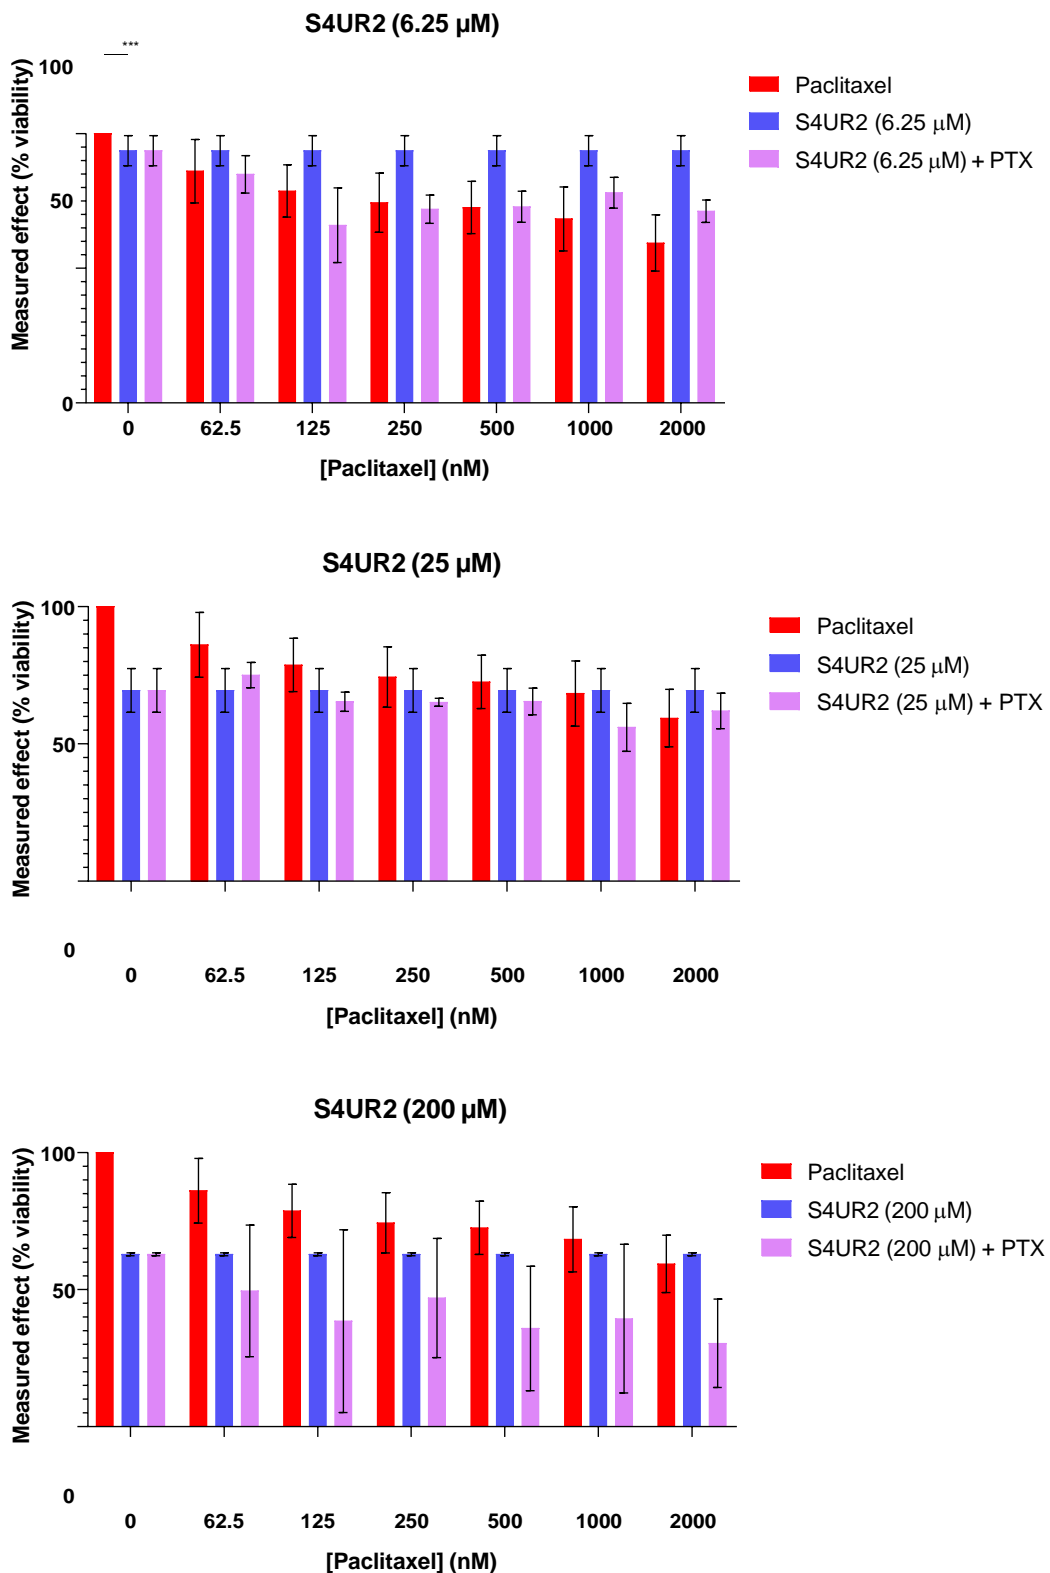 S4UR2 (6.25 µM)
***
100
50
0
Measured effect (% viability)
0 62.5 125 250 500 1000 2000
[Paclitaxel] (nM)
Paclitaxel
S4UR2 (6.25 µM)
S4UR2 (6.25 µM) + PTX
S4UR2 (25 µM)
100
50
0
Measured effect (% viability)
0 62.5 125 250 500 1000 2000
[Paclitaxel] (nM)
Paclitaxel
S4UR2 (25 µM)
S4UR2 (25 µM) + PTX
S4UR2 (200 µM)
100
50
0
Measured effect (% viability)
0 62.5 125 250 500 1000 2000
[Paclitaxel] (nM)
Paclitaxel
S4UR2 (200 µM)
S4UR2 (200 µM) + PTX